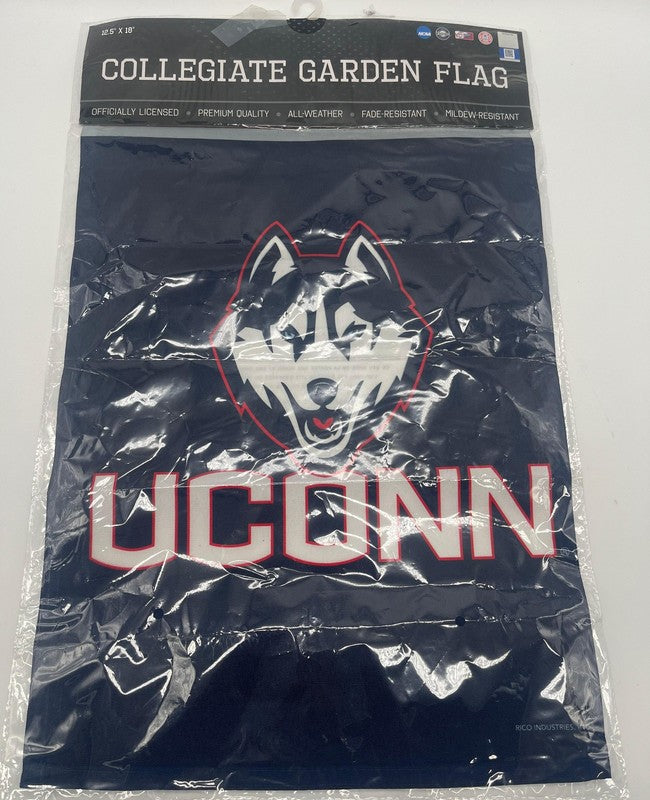 12.5" X 18"
NCAA
COLLEGIATE GARDEN FLAG
OFFICIALLY LICENSED • PREMIUM QUALITY • ALL-WEATHER • FADE-RESISTANT • MILDEW-RESISTANT
UCONN
RICO INDUSTRIES,